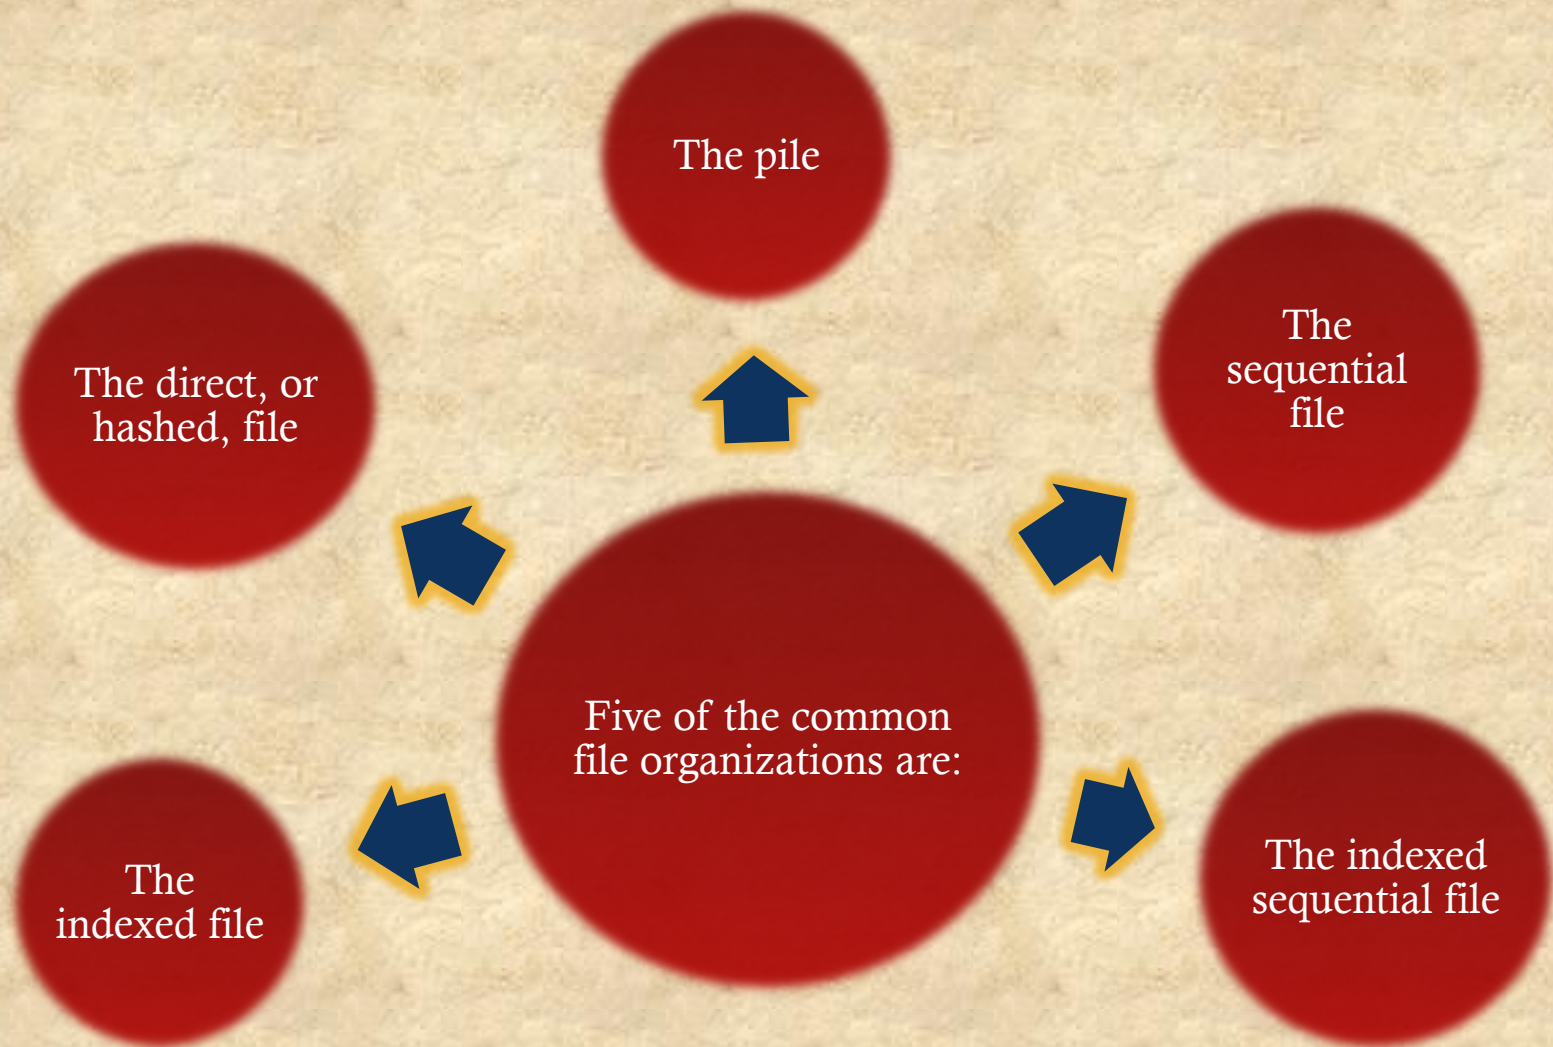 Five of the common
file organizations are:
The pile
The
sequential
file
The indexed
sequential file
The
indexed file
The direct, or
hashed, file